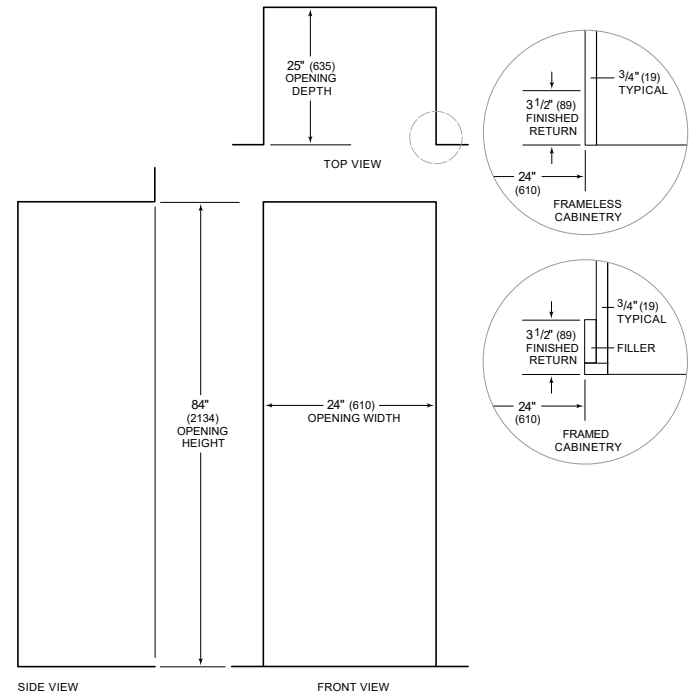 25" (635)
OPENING
DEPTH
TOP VIEW
3/4" (19)
TYPICAL
3 1/2" (89)
FINISHED
RETURN
24"
(610)
FRAMELESS
CABINETRY
3/4" (19)
TYPICAL
3 1/2" (89)
FINISHED
RETURN
FILLER
24"
(610)
FRAMED
CABINETRY
84"
(2134)
OPENING
HEIGHT
24" (610)
OPENING WIDTH
SIDE VIEW
FRONT VIEW